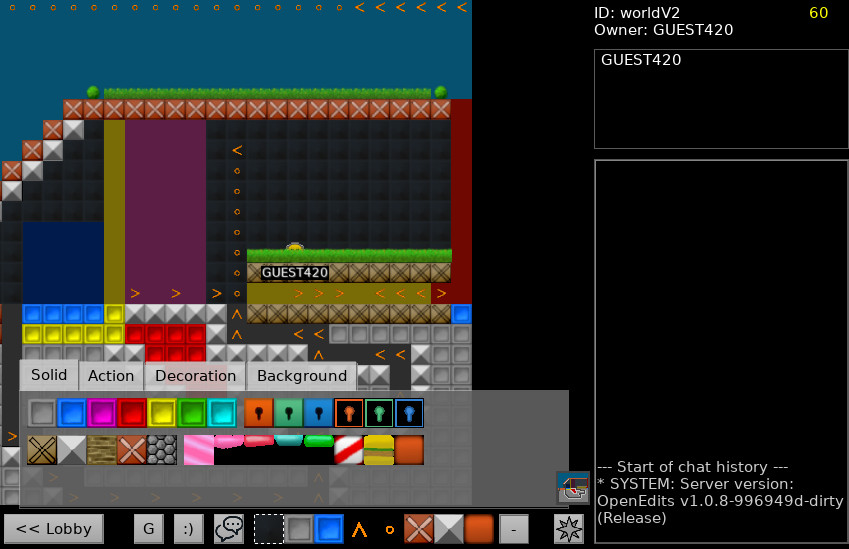 ID: worldV2
60
Owner: GUEST420
GUEST420
GUEST420
Solid
Action
Decoration
Background
--- Start of chat history ---
* SYSTEM: Server version:
OpenEdits v1.0.8-996949d-dirty
(Release)
<< Lobby
G
:)
-